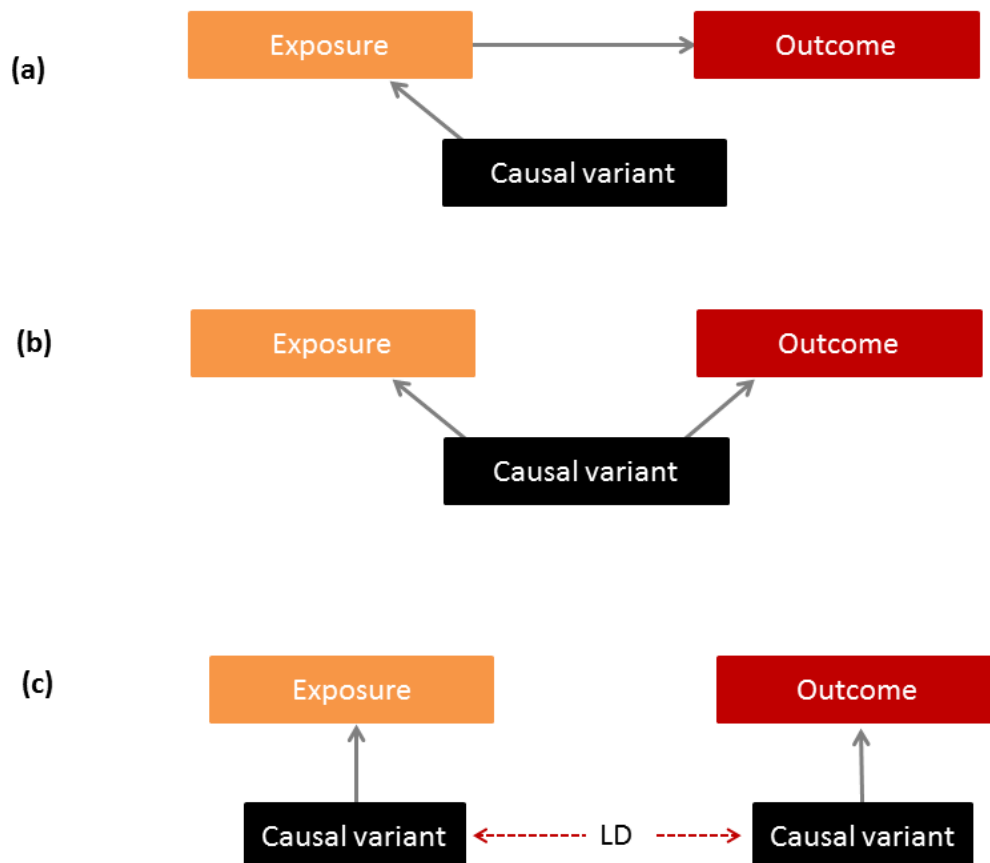 (a)
Exposure
Outcome
Causal variant
(b)
Exposure
Outcome
Causal variant
(c)
Exposure
Outcome
Causal variant
LD
Causal variant